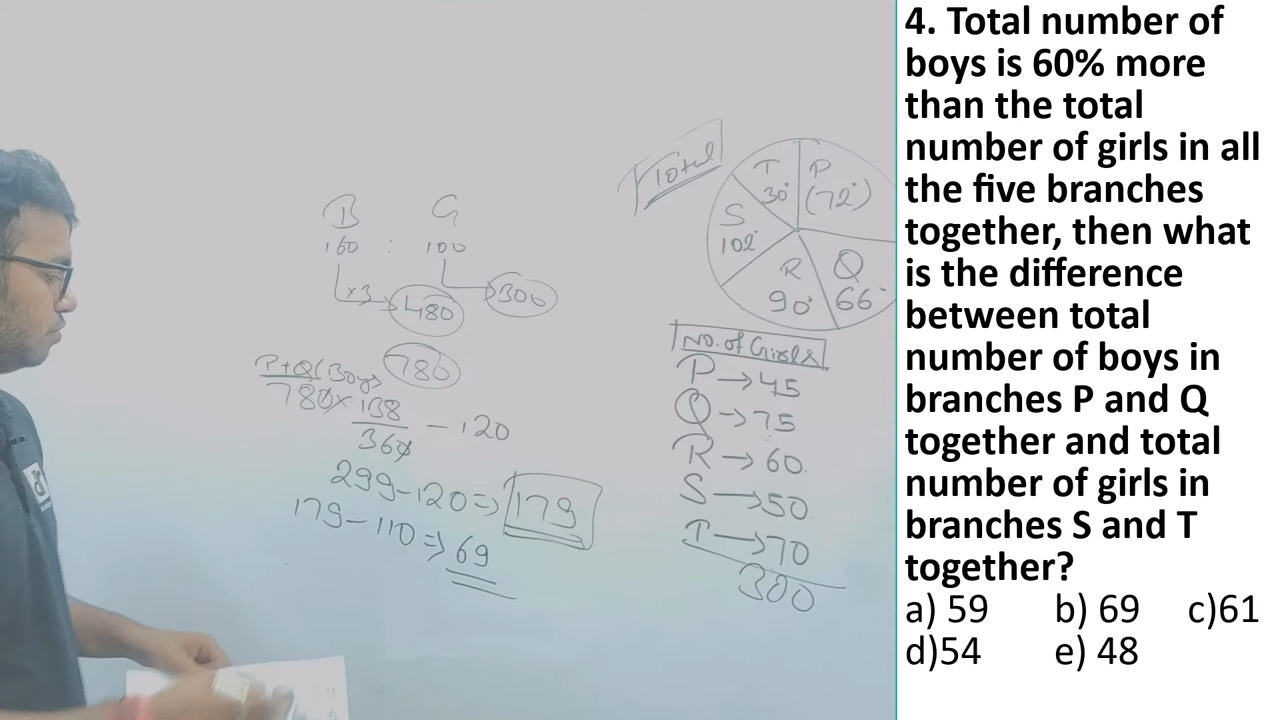 4. Total number of
boys is 60% more
than the total
number of girls in all
the five branches
together, then what
is the difference
between total
number of boys in
branches P and Q
together and total
number of girls in
branches S and T
together?
a) 59 b) 69 c)61
d)54 e) 48
B G
160 : 100
×3 480 300
780
P+Q (Boys
780 × 138
360
- 120
299-120 => 179
179-110 => 69
Total
T 30°
P (72°)
S 102°
R 90°
Q 66°
No. of Girls
P → 45
Q → 75
R → 60
S → 50
T → 70
300